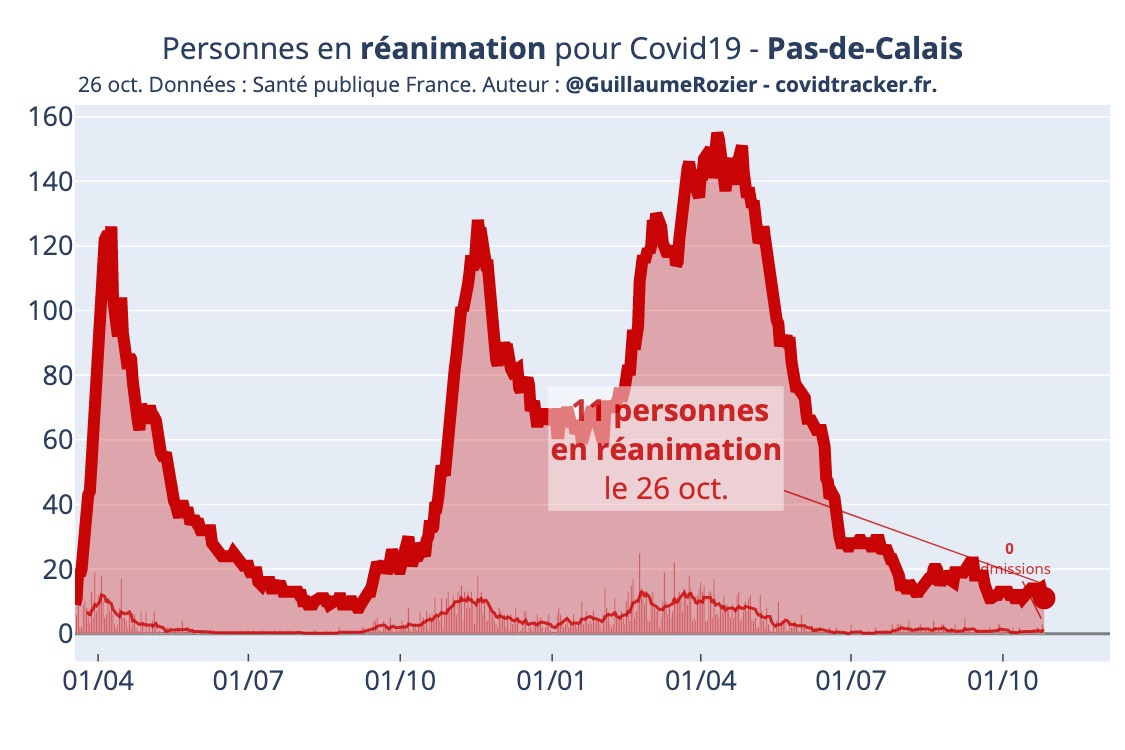 Personnes en réanimation pour Covid19 - Pas-de-Calais
26 oct. Données : Santé publique France. Auteur : @GuillaumeRozier - covidtracker.fr.
160
140
120
100
80
60
40
20
0
11 personnes
en réanimation
le 26 oct.
0
admissions
01/04
01/07
01/10
01/01
01/04
01/07
01/10